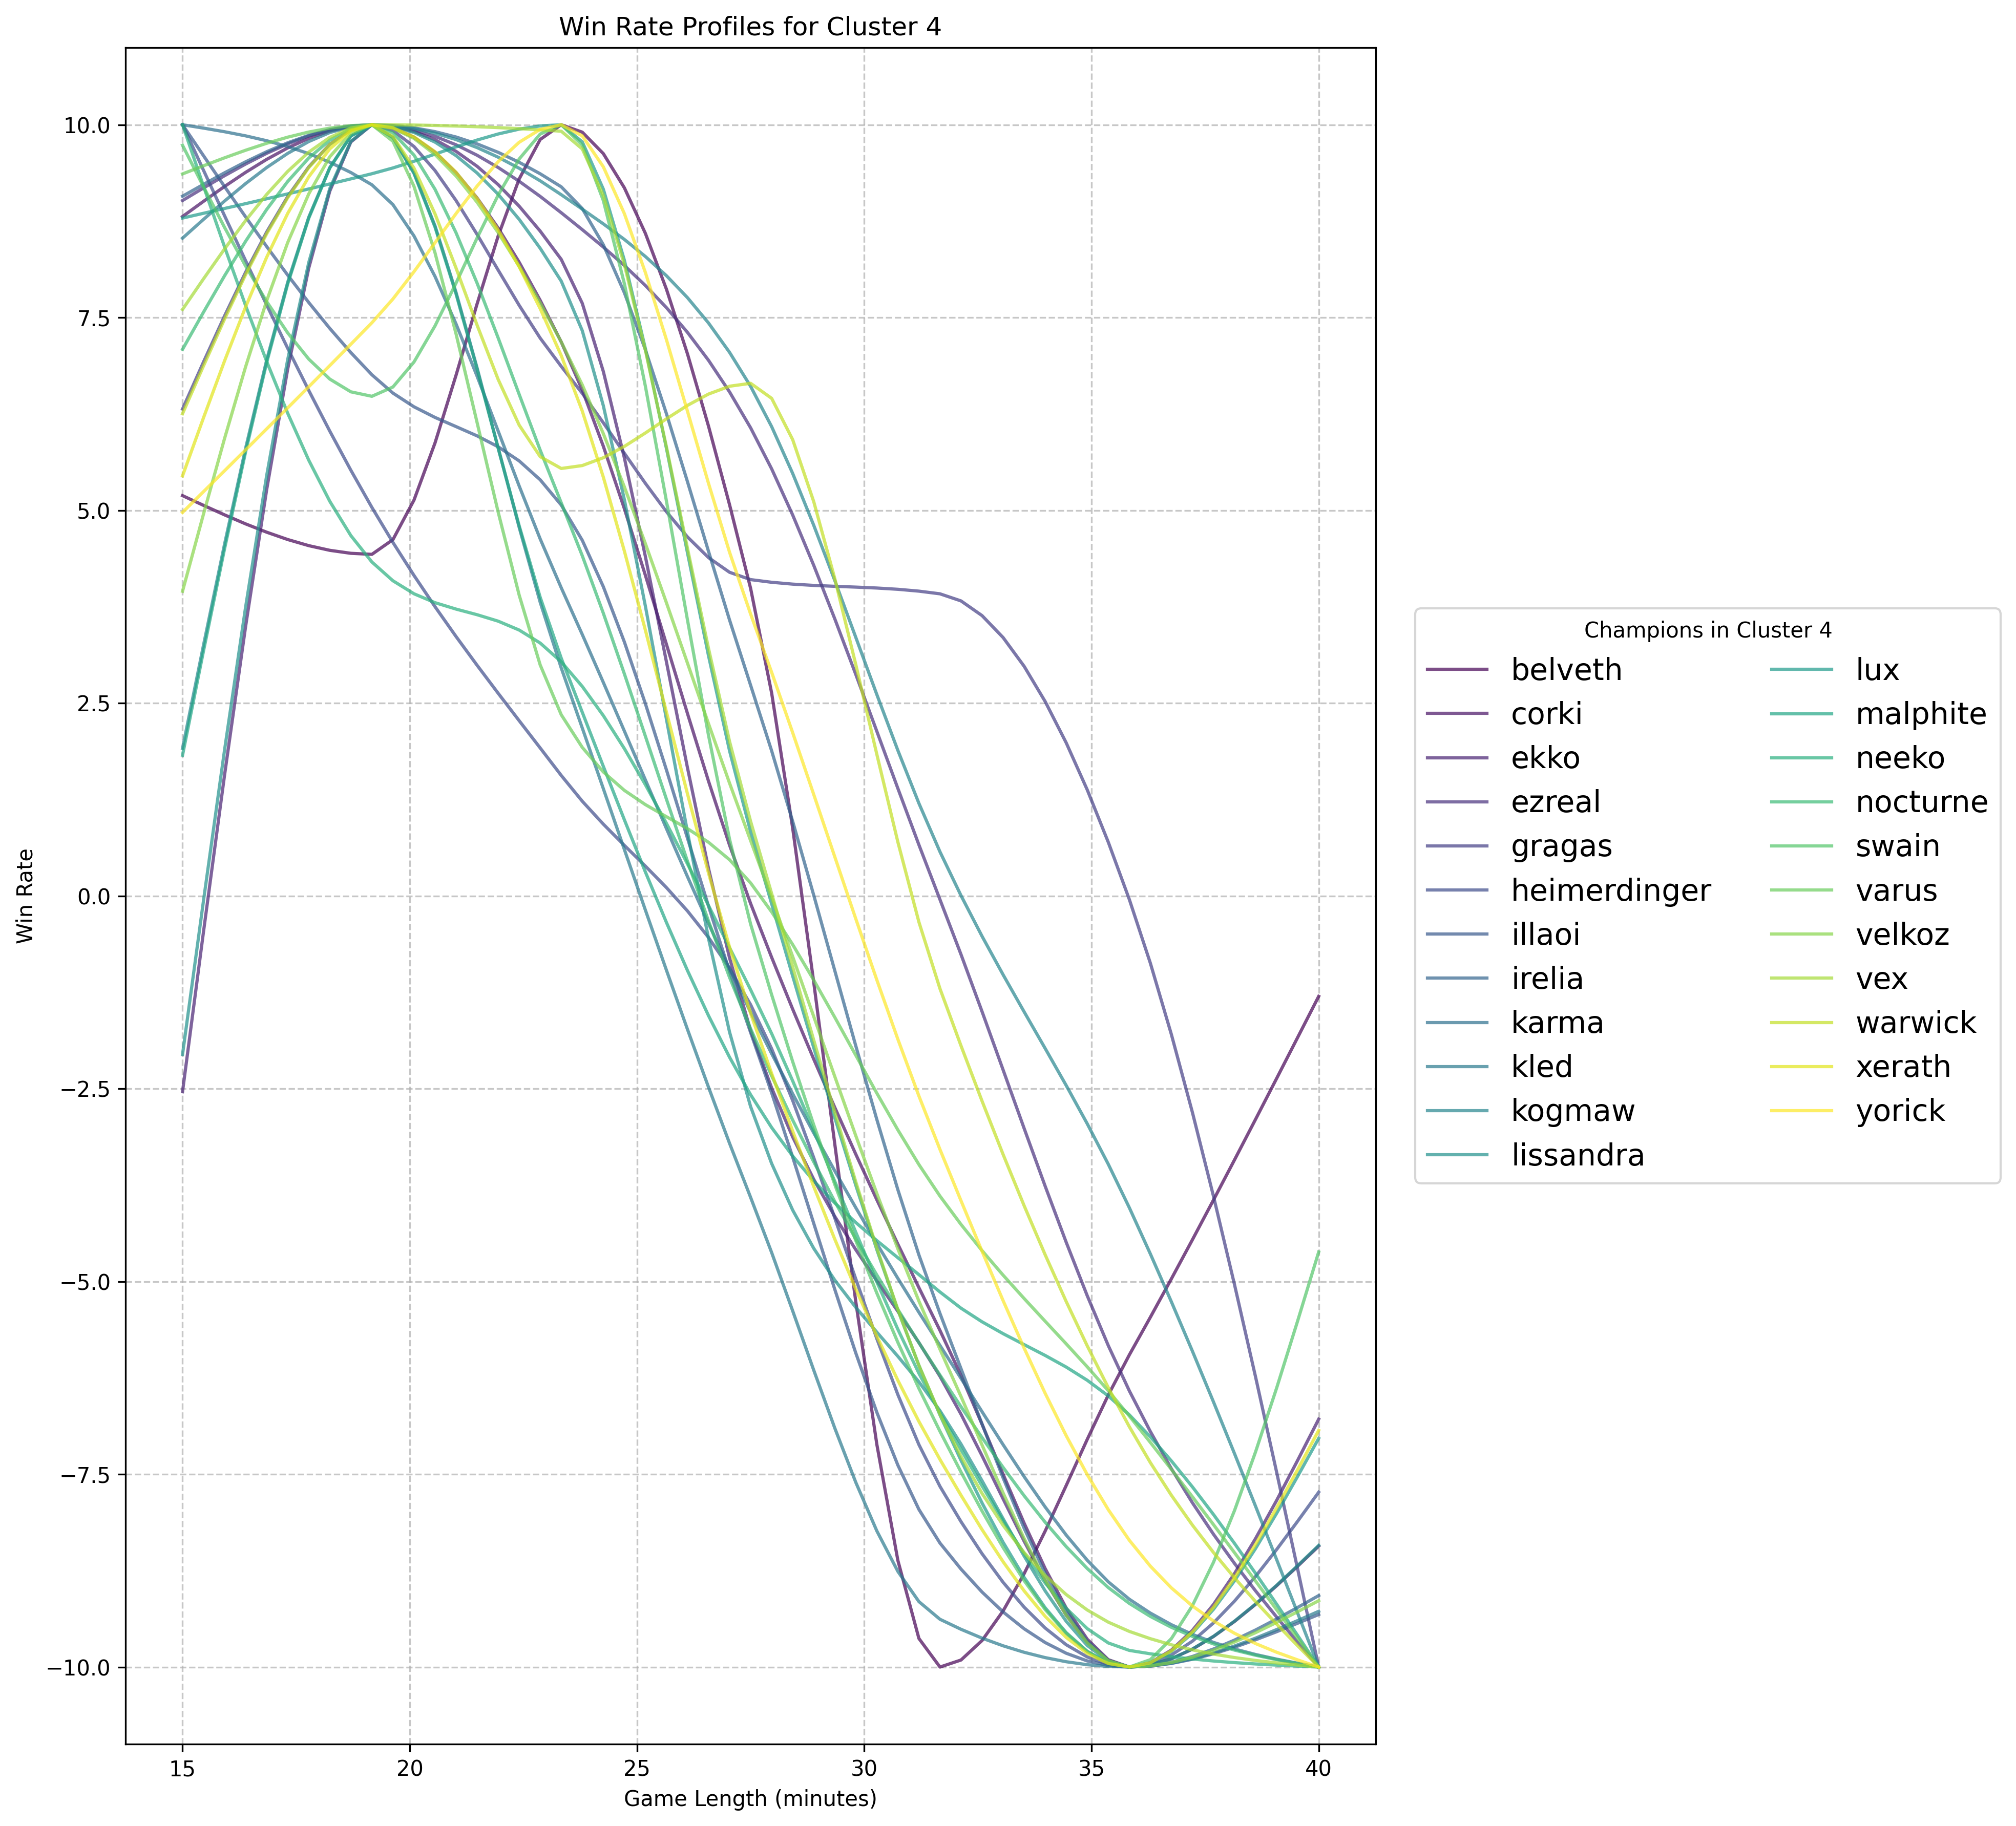 Win Rate Profiles for Cluster 4
10.0
7.5
5.0
2.5
0.0
−2.5
−5.0
−7.5
−10.0
Win Rate
15 20 25 30 35 40
Game Length (minutes)
Champions in Cluster 4
belveth
corki
ekko
ezreal
gragas
heimerdinger
illaoi
irelia
karma
kled
kogmaw
lissandra
lux
malphite
neeko
nocturne
swain
varus
velkoz
vex
warwick
xerath
yorick